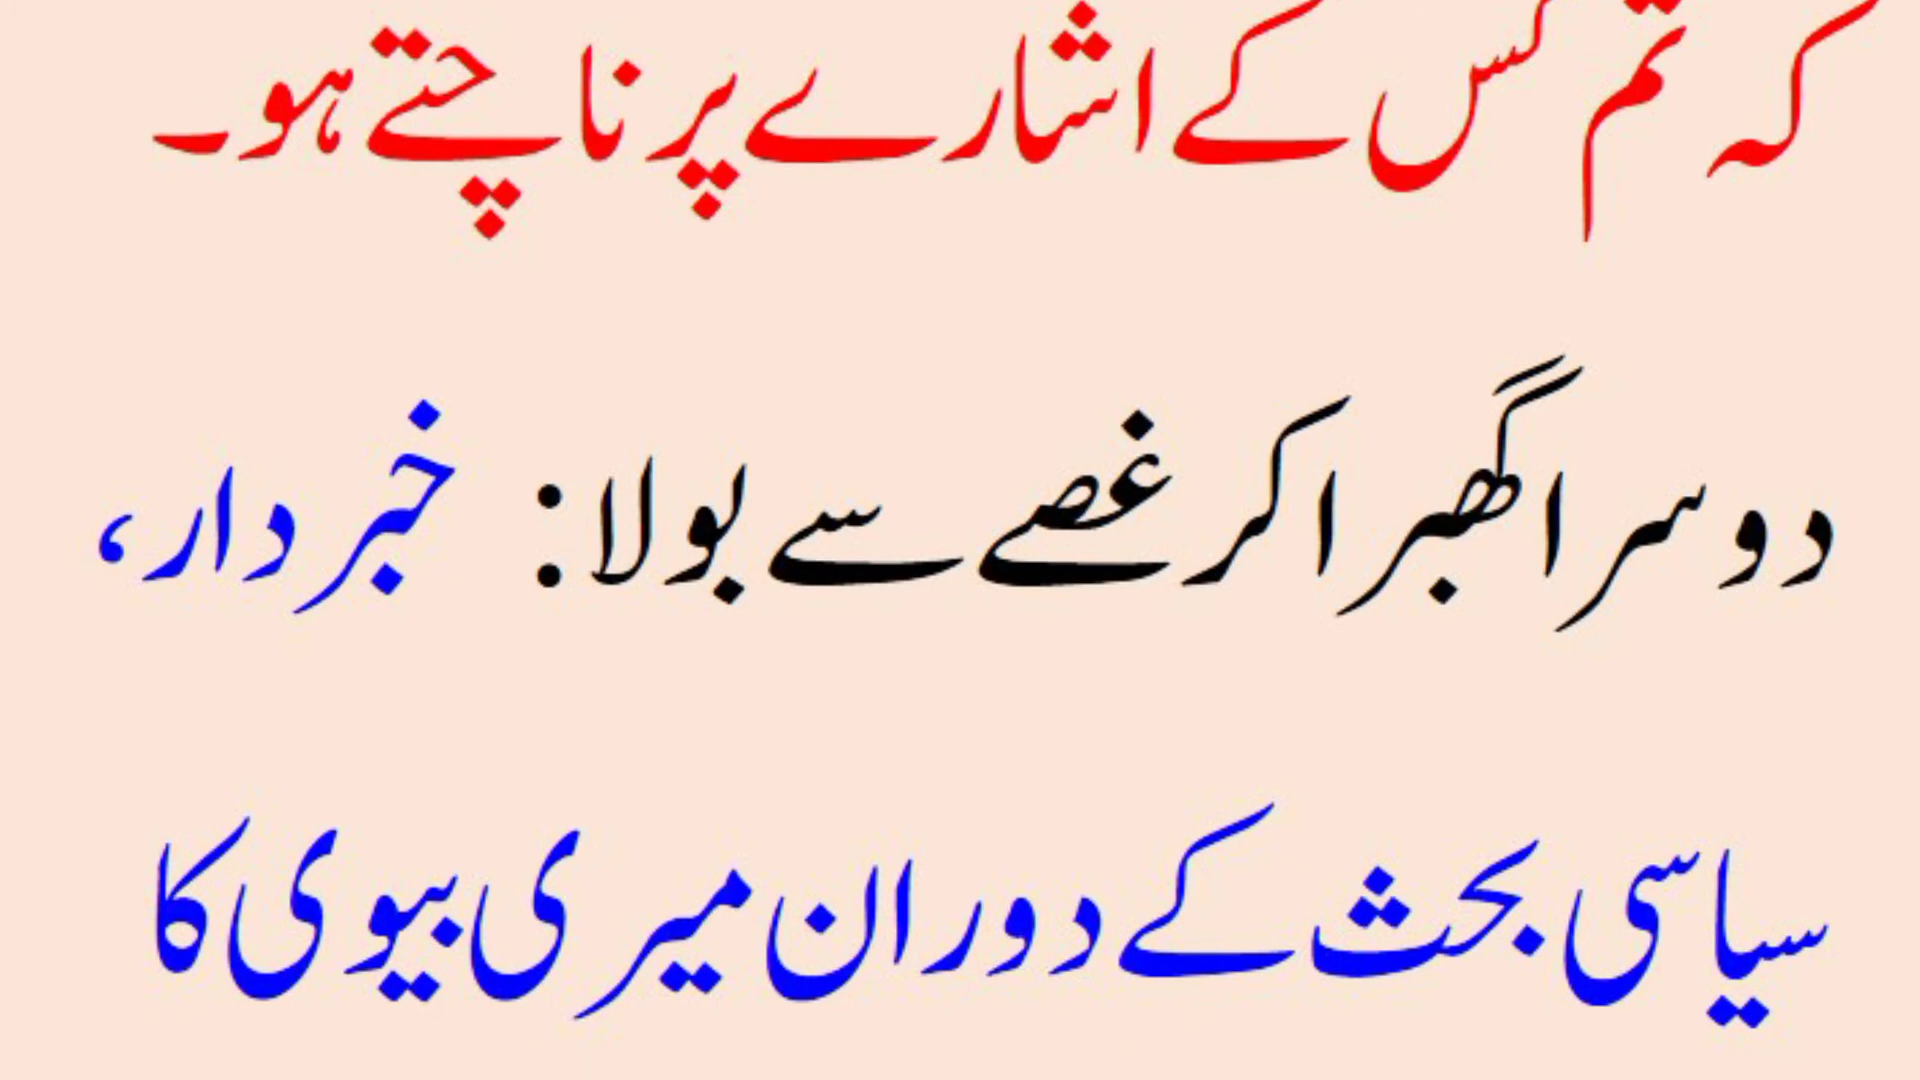 کہ تم کس کے اشارے پر ناچتے ہو۔
دوسرا گھبرا کر غصے سے بولا: خبردار،
سیاسی بحث کے دوران میری بیوی کا